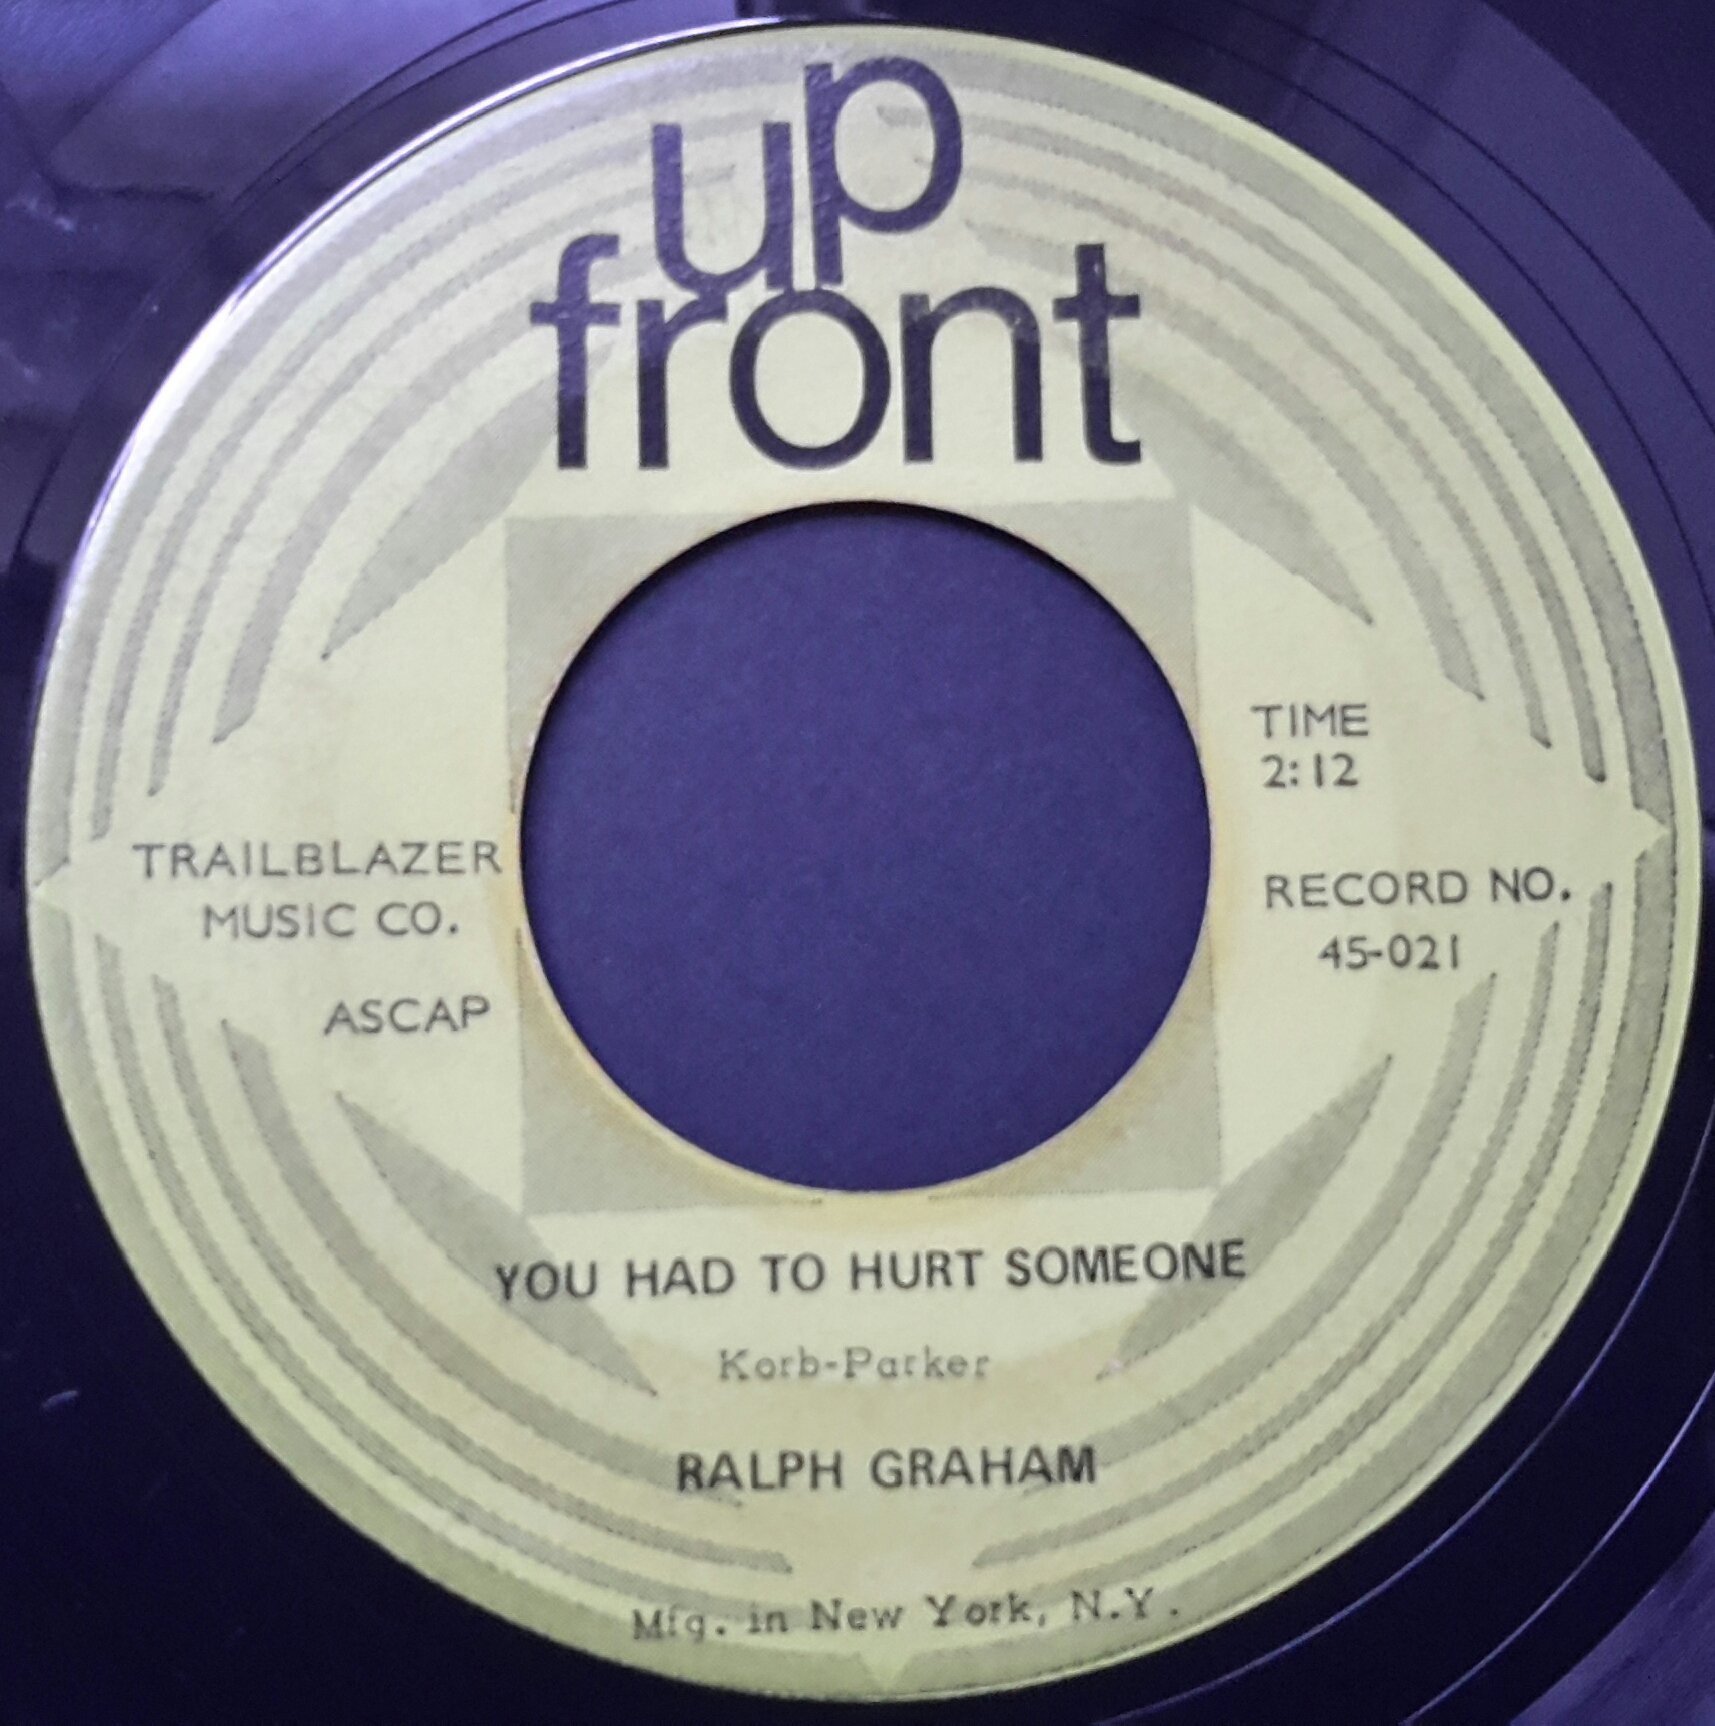 up
front
TIME
2:12
TRAILBLAZER
MUSIC CO.
ASCAP
RECORD NO.
45-021
YOU HAD TO HURT SOMEONE
Korb-Parker
RALPH GRAHAM
Mfg. in New York, N.Y.